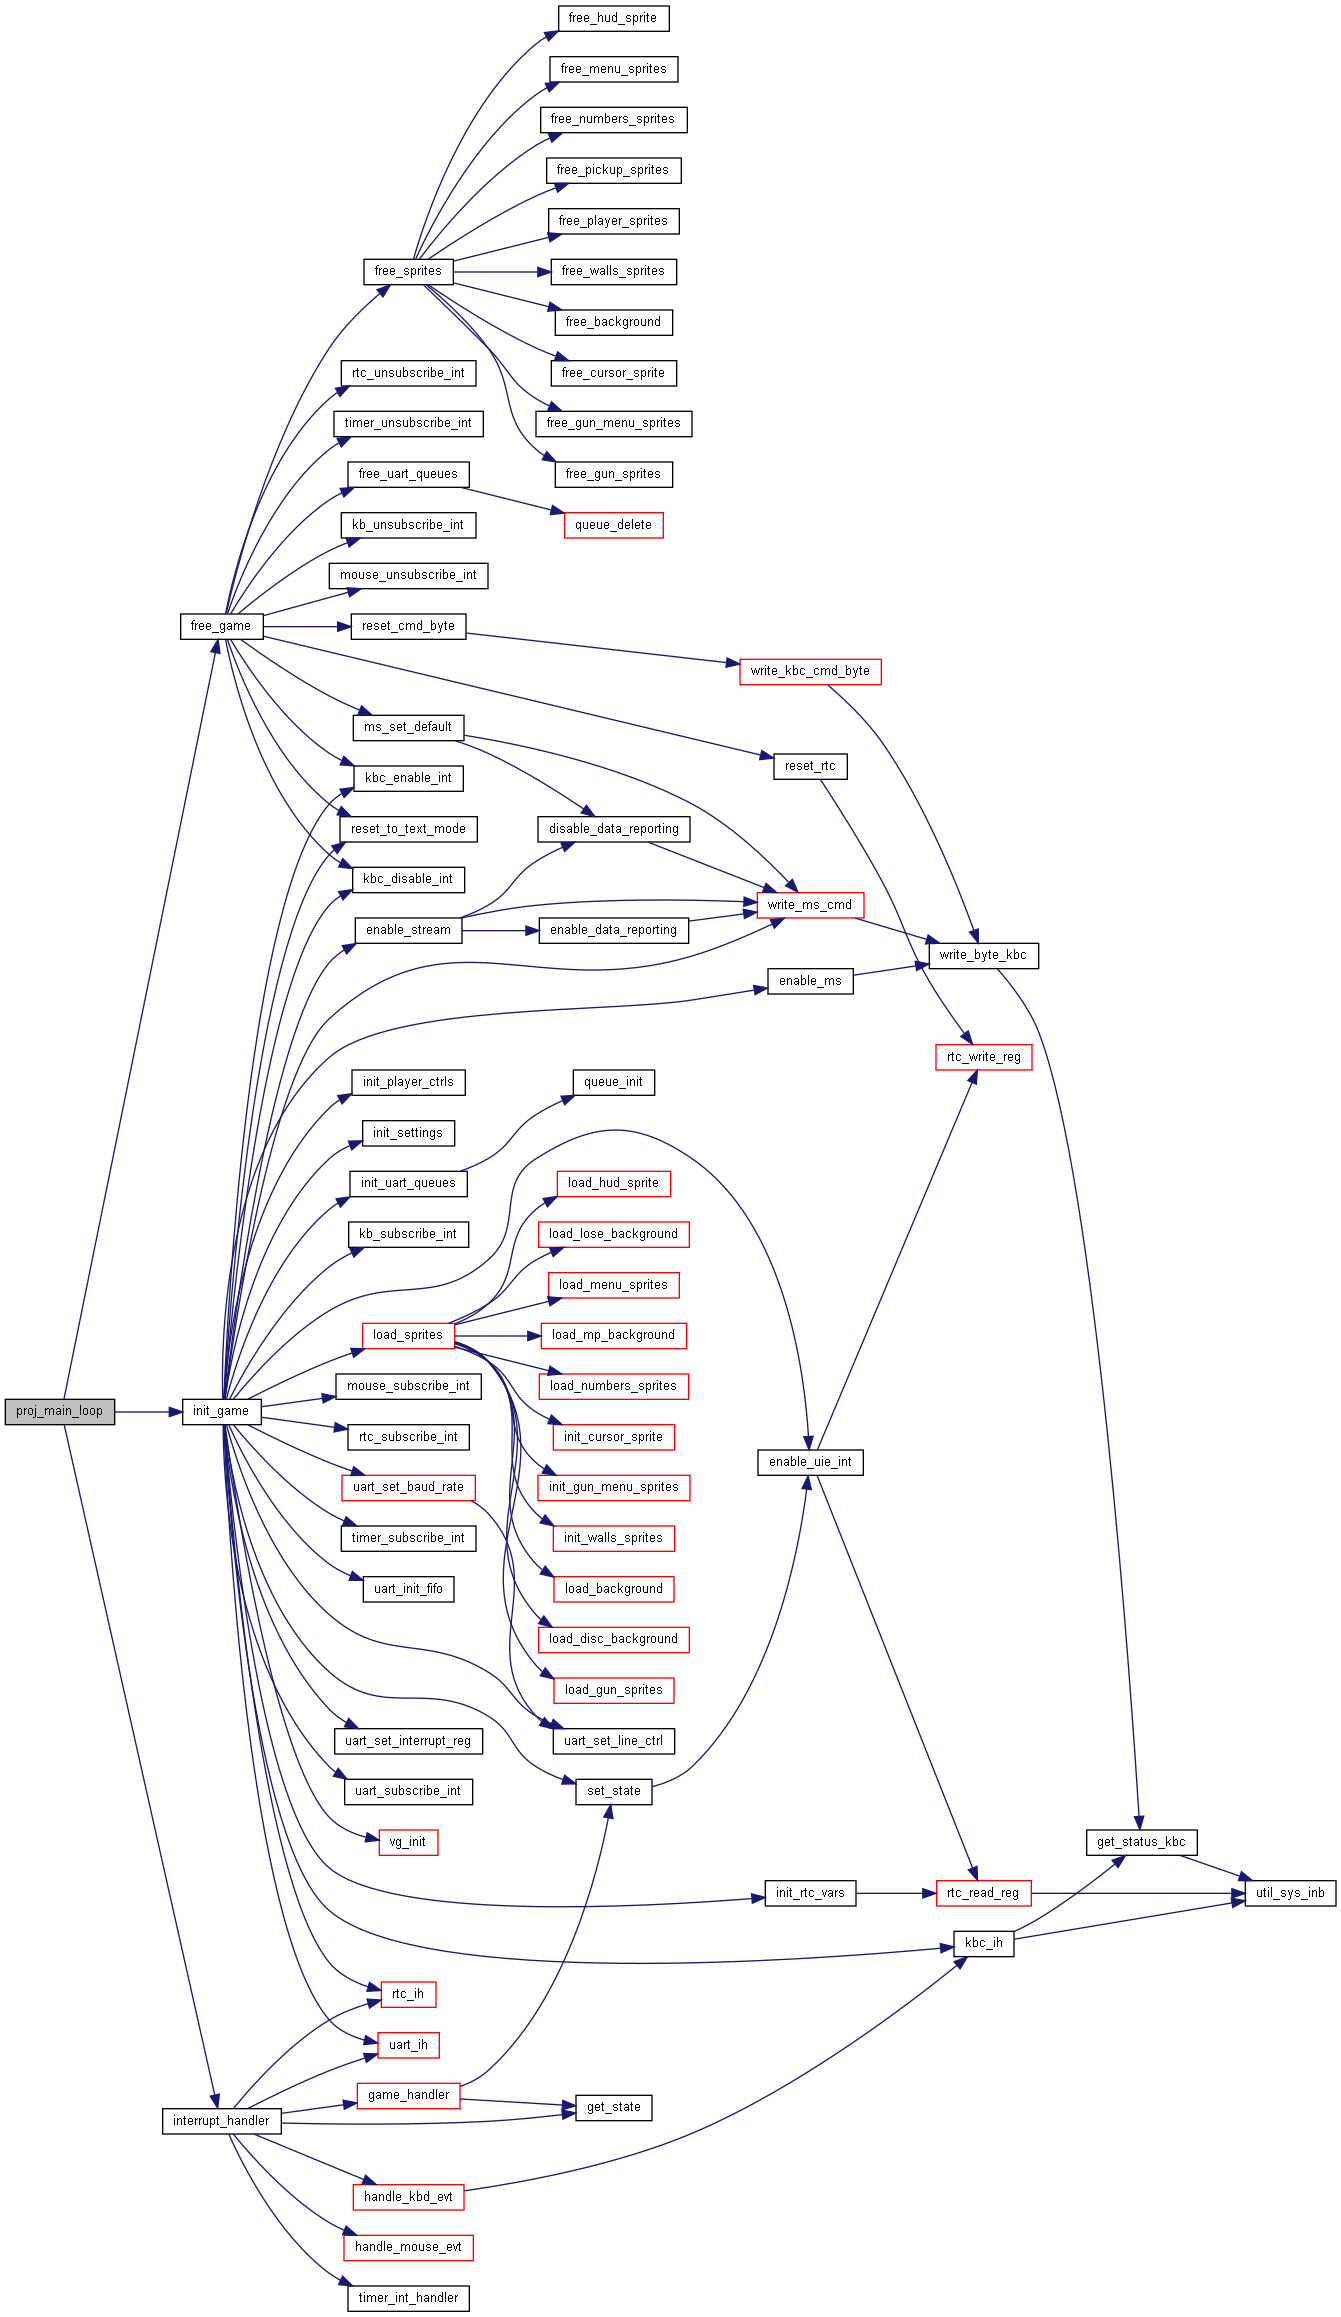 free_hud_sprite
free_menu_sprites
free_numbers_sprites
free_pickup_sprites
free_player_sprites
free_sprites
free_walls_sprites
free_background
rtc_unsubscribe_int
free_cursor_sprite
timer_unsubscribe_int
free_gun_menu_sprites
free_uart_queues
free_gun_sprites
kb_unsubscribe_int
queue_delete
mouse_unsubscribe_int
free_game
reset_cmd_byte
write_kbc_cmd_byte
ms_set_default
reset_rtc
kbc_enable_int
reset_to_text_mode
disable_data_reporting
kbc_disable_int
write_ms_cmd
enable_stream
enable_data_reporting
write_byte_kbc
enable_ms
rtc_write_reg
init_player_ctrls
queue_init
init_settings
init_uart_queues
load_hud_sprite
kb_subscribe_int
load_lose_background
load_menu_sprites
load_sprites
load_mp_background
mouse_subscribe_int
load_numbers_sprites
proj_main_loop
init_game
rtc_subscribe_int
init_cursor_sprite
enable_uie_int
uart_set_baud_rate
init_gun_menu_sprites
timer_subscribe_int
init_walls_sprites
uart_init_fifo
load_background
load_disc_background
load_gun_sprites
uart_set_interrupt_reg
uart_set_line_ctrl
uart_subscribe_int
set_state
vg_init
get_status_kbc
init_rtc_vars
rtc_read_reg
util_sys_inb
kbc_ih
rtc_ih
uart_ih
game_handler
get_state
interrupt_handler
handle_kbd_evt
handle_mouse_evt
timer_int_handler